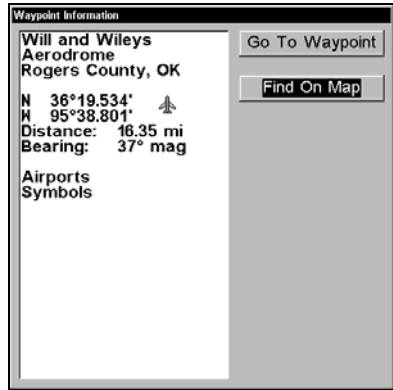 Waypoint Information
Will and Wileys
Aerodrome
Rogers County, OK
N 36°19.534'
W 95°38.801'
Distance: 16.35 mi
Bearing: 37° mag
Airports
Symbols
Go To Waypoint
Find On Map